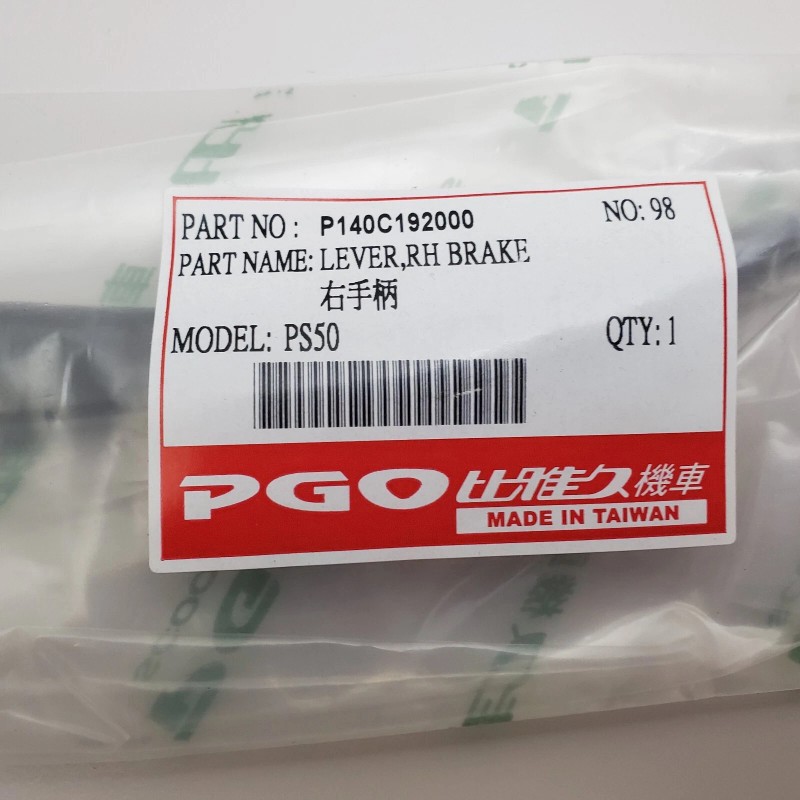 PART NO : P140C192000 NO: 98
PART NAME: LEVER,RH BRAKE
右手柄
MODEL: PS50 QTY: 1
PGO 比雅久機車
MADE IN TAIWAN